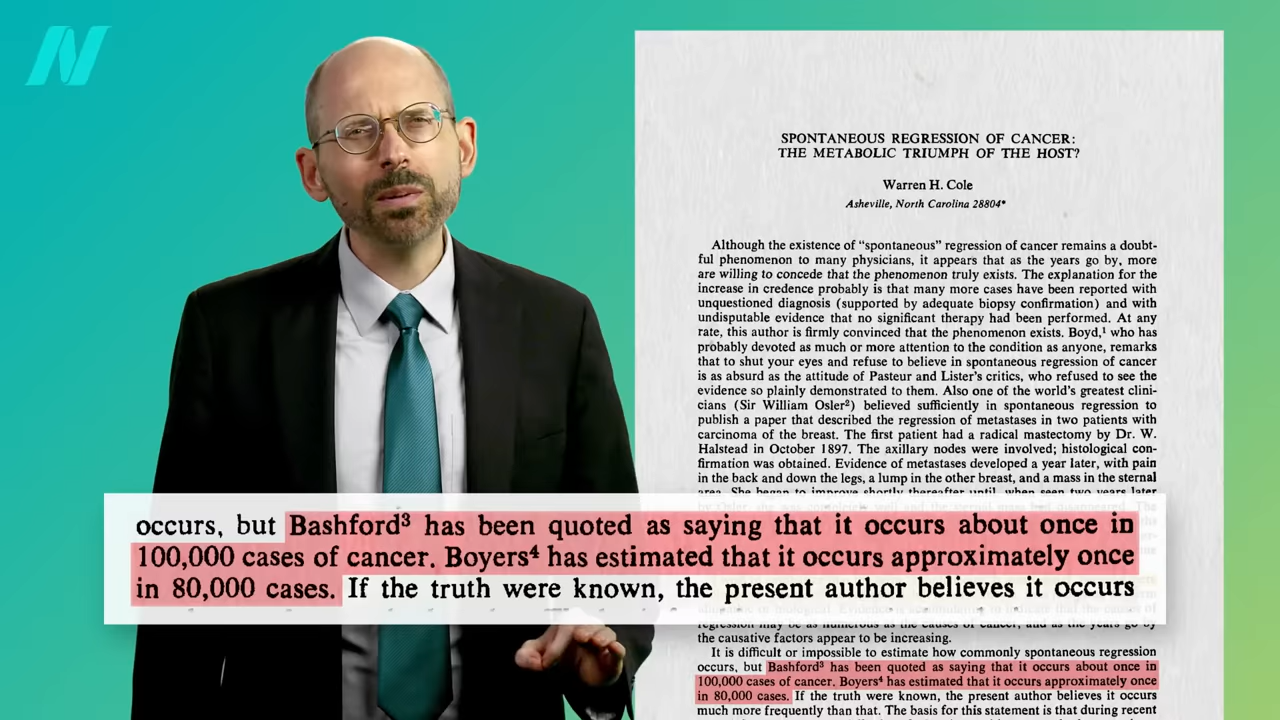 N
SPONTANEOUS REGRESSION OF CANCER:
THE METABOLIC TRIUMPH OF THE HOST?
Warren H. Cole
Asheville, North Carolina 28804*
Although the existence of “spontaneous” regression of cancer remains a doubt-
ful phenomenon to many physicians, it appears that as the years go by, more
are willing to concede that the phenomenon truly exists. The explanation for the
increase in credence probably is that many more cases have been reported with
unquestioned diagnosis (supported by adequate biopsy confirmation) and with
undisputable evidence that no significant therapy had been performed. At any
rate, this author is firmly convinced that the phenomenon exists. Boyd,¹ who has
probably devoted as much or more attention to the condition as anyone, remarks
that to shut your eyes and refuse to believe in spontaneous regression of cancer
is as absurd as the attitude of Pasteur and Lister's critics, who refused to see the
evidence so plainly demonstrated to them. Also one of the world's greatest clini-
cians (Sir William Osler²) believed sufficiently in spontaneous regression to
publish a paper that described the regression of metastases in two patients with
carcinoma of the breast. The first patient had a radical mastectomy by Dr. W.
Halstead in October 1897. The axillary nodes were involved; histological con-
firmation was obtained. Evidence of metastases developed a year later, with pain
in the back and down the legs, a lump in the other breast, and a mass in the sternal
area. She began to improve shortly thereafter until, when seen two years later
occurs, but Bashford³ has been quoted as saying that it occurs about once in
100,000 cases of cancer. Boyers⁴ has estimated that it occurs approximately once
in 80,000 cases. If the truth were known, the present author believes it occurs
regression may be as numerous as the causes of cancer, and as the years go by
the causative factors appear to be increasing.
It is difficult or impossible to estimate how commonly spontaneous regression
occurs, but Bashford³ has been quoted as saying that it occurs about once in
100,000 cases of cancer. Boyers⁴ has estimated that it occurs approximately once
in 80,000 cases. If the truth were known, the present author believes it occurs
much more frequently than that. The basis for this statement is that during recent